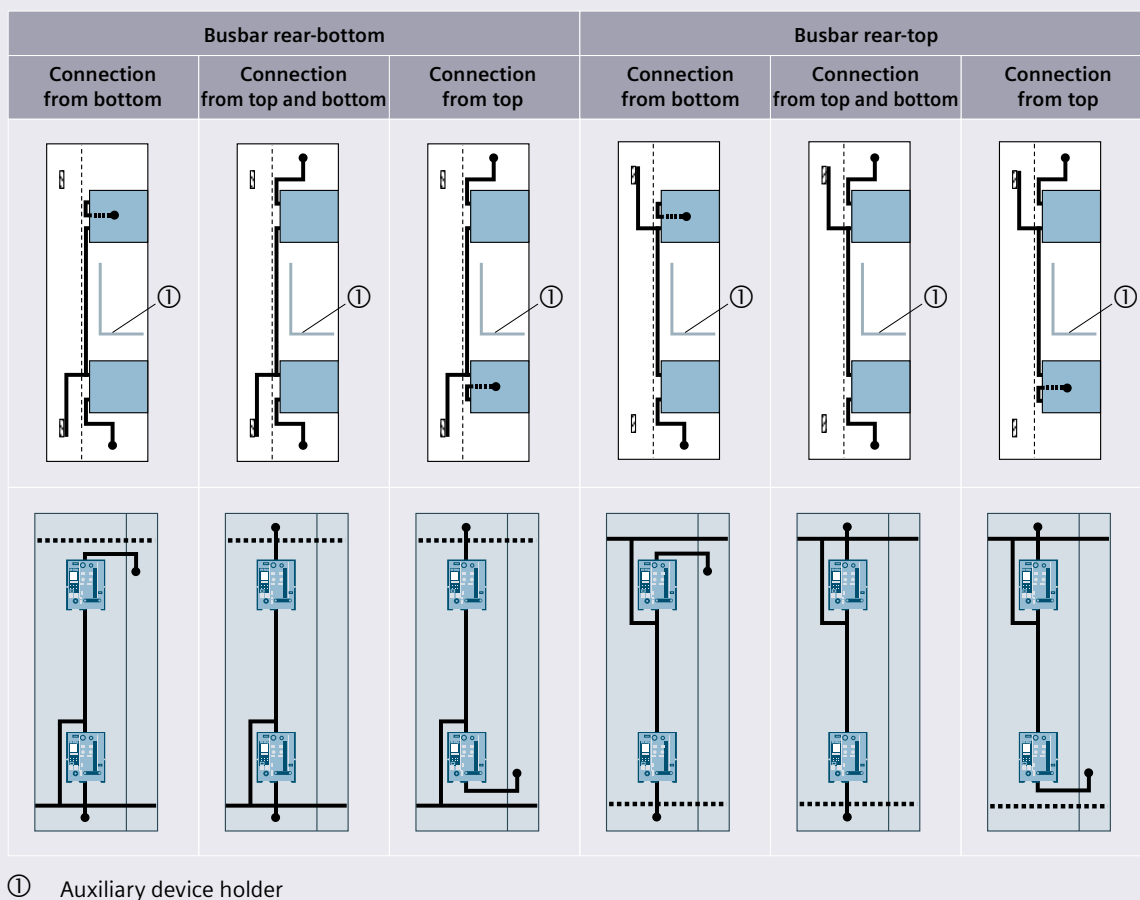 Busbar rear-bottom
Busbar rear-top
Connection
from bottom
Connection
from top and bottom
Connection
from top
Connection
from bottom
Connection
from top and bottom
Connection
from top
①
①
①
①
①
①
① Auxiliary device holder